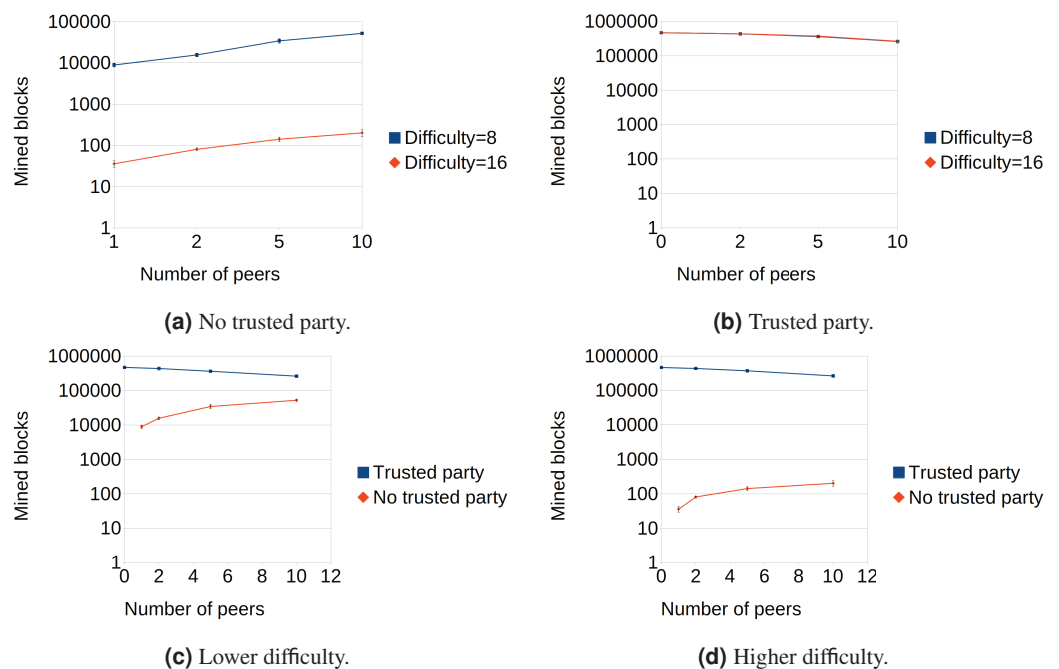 100000
10000
1000
100
10
1
Mined blocks
1 2 5 10
Number of peers
Difficulty=8
Difficulty=16
(a) No trusted party.
1000000
100000
10000
1000
100
10
1
Mined blocks
0 2 5 10
Number of peers
Difficulty=8
Difficulty=16
(b) Trusted party.
1000000
100000
10000
1000
100
10
1
Mined blocks
0 2 4 6 8 10 12
Number of peers
Trusted party
No trusted party
(c) Lower difficulty.
1000000
100000
10000
1000
100
10
1
Mined blocks
0 2 4 6 8 10 12
Number of peers
Trusted party
No trusted party
(d) Higher difficulty.